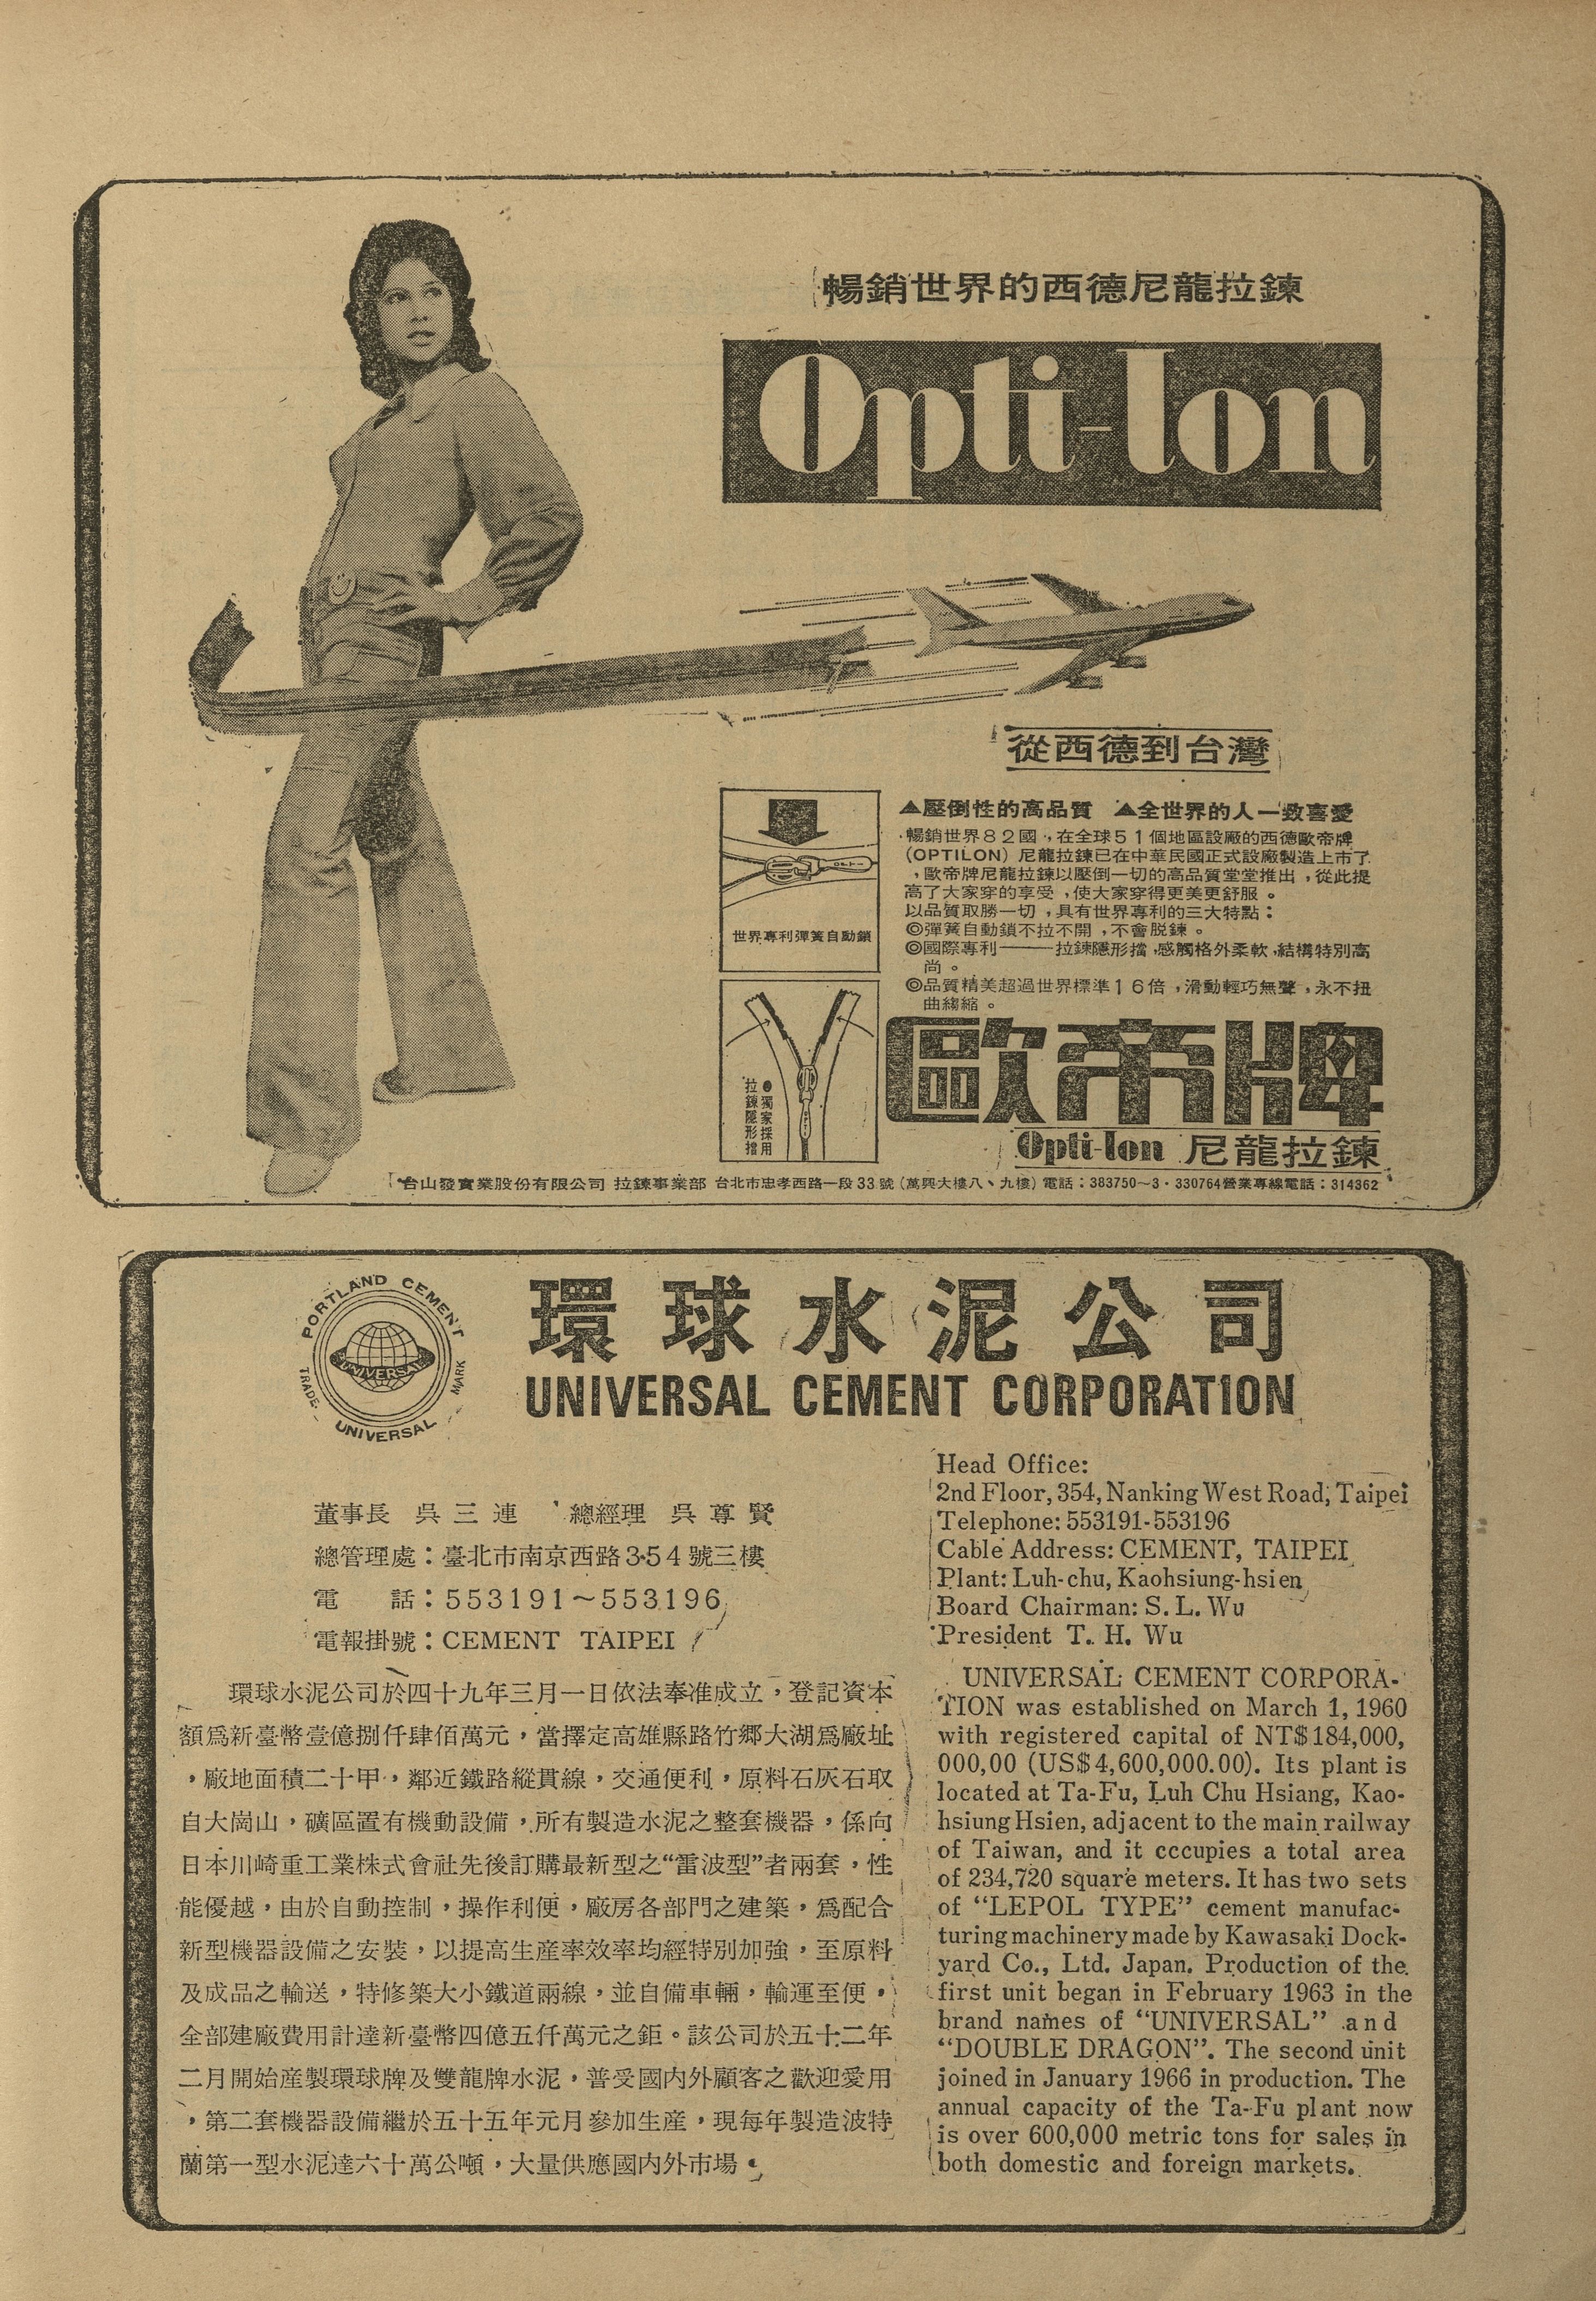 暢銷世界的西德尼龍拉鍊
Opti-lon
從西德到台灣
▲壓倒性的高品質 ▲全世界的人一致喜愛
暢銷世界82國，在全球51個地區設廠的西德歐帝牌
(OPTILON) 尼龍拉鍊已在中華民國正式設廠製造上市了
，歐帝牌尼龍拉鍊以壓倒一切的高品質堂堂推出，從此提
高了大家穿的享受，使大家穿得更美更舒服。
以品質取勝一切，具有世界專利的三大特點：
◎彈簧自動鎖不拉不開，不會脫鍊。
◎國際專利——拉鍊隱形擋，感觸格外柔軟，結構特別高
尚。
◎品質精美超過世界標準16倍，滑動輕巧無聲，永不扭
曲縐縮。
世界專利彈簧自動鎖
●獨家採用
拉鍊隱形擋
歐帝牌
Opti-lon 尼龍拉鍊
台山發實業股份有限公司 拉鍊事業部 台北市忠孝西路一段33號(萬興大樓八、九樓) 電話：383750~3·330764營業專線電話：314362
PORTLAND CEMENT
UNIVERSAL
TRADE
MARK
UNIVERSAL
環球水泥公司
UNIVERSAL CEMENT CORPORATION
董事長 吳三連 總經理 吳尊賢
總管理處：臺北市南京西路354號三樓
電話：553191~553196
電報掛號：CEMENT TAIPEI
環球水泥公司於四十九年三月一日依法奉准成立，登記資本
額爲新臺幣壹億捌仟肆佰萬元，當擇定高雄縣路竹鄉大湖爲廠址
，廠地面積二十甲，鄰近鐵路縱貫線，交通便利，原料石灰石取
自大崗山，礦區置有機動設備，所有製造水泥之整套機器，係向
日本川崎重工業株式會社先後訂購最新型之“雷波型”者兩套，性
能優越，由於自動控制，操作利便，廠房各部門之建築，爲配合
新型機器設備之安裝，以提高生產率效率均經特別加強，至原料
及成品之輸送，特修築大小鐵道兩線，並自備車輛，輸運至便，
全部建廠費用計達新臺幣四億五仟萬元之鉅。該公司於五十二年
二月開始產製環球牌及雙龍牌水泥，普受國內外顧客之歡迎愛用
，第二套機器設備繼於五十五年元月參加生產，現每年製造波特
蘭第一型水泥達六十萬公噸，大量供應國內外市場。
Head Office:
2nd Floor, 354, Nanking West Road, Taipei
Telephone: 553191-553196
Cable Address: CEMENT, TAIPEI
Plant: Luh-chu, Kaohsiung-hsien
Board Chairman: S. L. Wu
President T. H. Wu
UNIVERSAL CEMENT CORPORA-
TION was established on March 1, 1960
with registered capital of NT$184,000,
000,00 (US$4,600,000.00). Its plant is
located at Ta-Fu, Luh Chu Hsiang, Kao-
hsiung Hsien, adjacent to the main railway
of Taiwan, and it cccupies a total area
of 234,720 square meters. It has two sets
of “LEPOL TYPE” cement manufac-
turing machinery made by Kawasaki Dock-
yard Co., Ltd. Japan. Production of the
first unit began in February 1963 in the
brand names of “UNIVERSAL” and
“DOUBLE DRAGON”. The second unit
joined in January 1966 in production. The
annual capacity of the Ta-Fu plant now
is over 600,000 metric tons for sales in
both domestic and foreign markets.